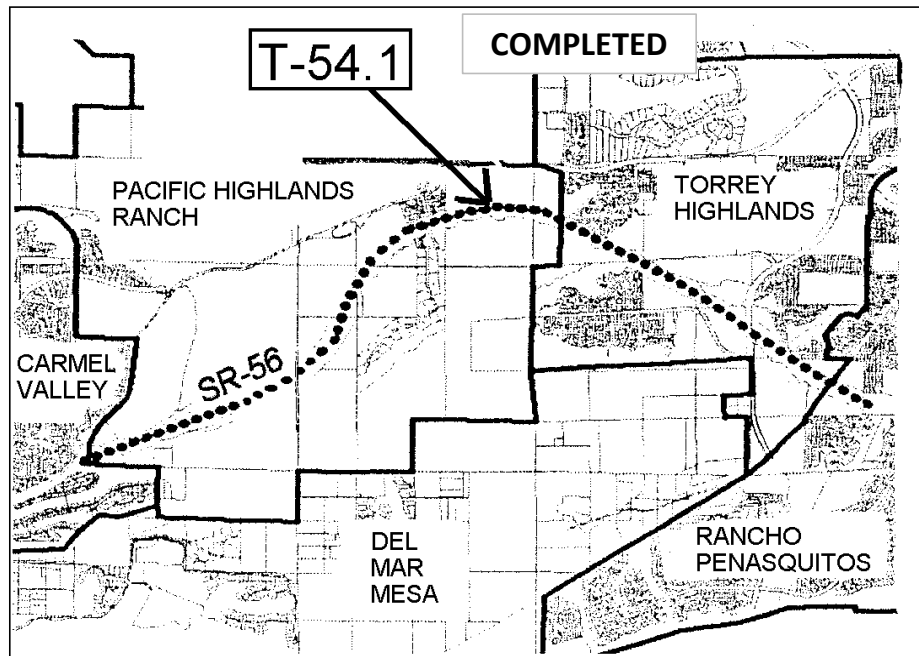 COMPLETED
T-54.1
PACIFIC HIGHLANDS
RANCH
TORREY
HIGHLANDS
CARMEL
VALLEY
SR-56
DEL
MAR
MESA
RANCHO
PENASQUITOS